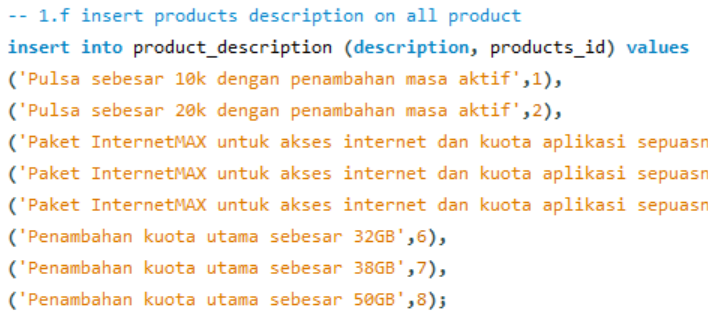 -- 1.f insert products description on all product
insert into product_description (description, products_id) values
('Pulsa sebesar 10k dengan penambahan masa aktif',1),
('Pulsa sebesar 20k dengan penambahan masa aktif',2),
('Paket InternetMAX untuk akses internet dan kuota aplikasi
('Paket InternetMAX untuk akses internet dan kuota aplikasi
('Paket InternetMAX untuk akses internet dan kuota aplikasi
('Penambahan kuota utama sebesar 32GB',6),
('Penambahan kuota utama sebesar 38GB',7),
('Penambahan kuota utama sebesar 50GB',8);